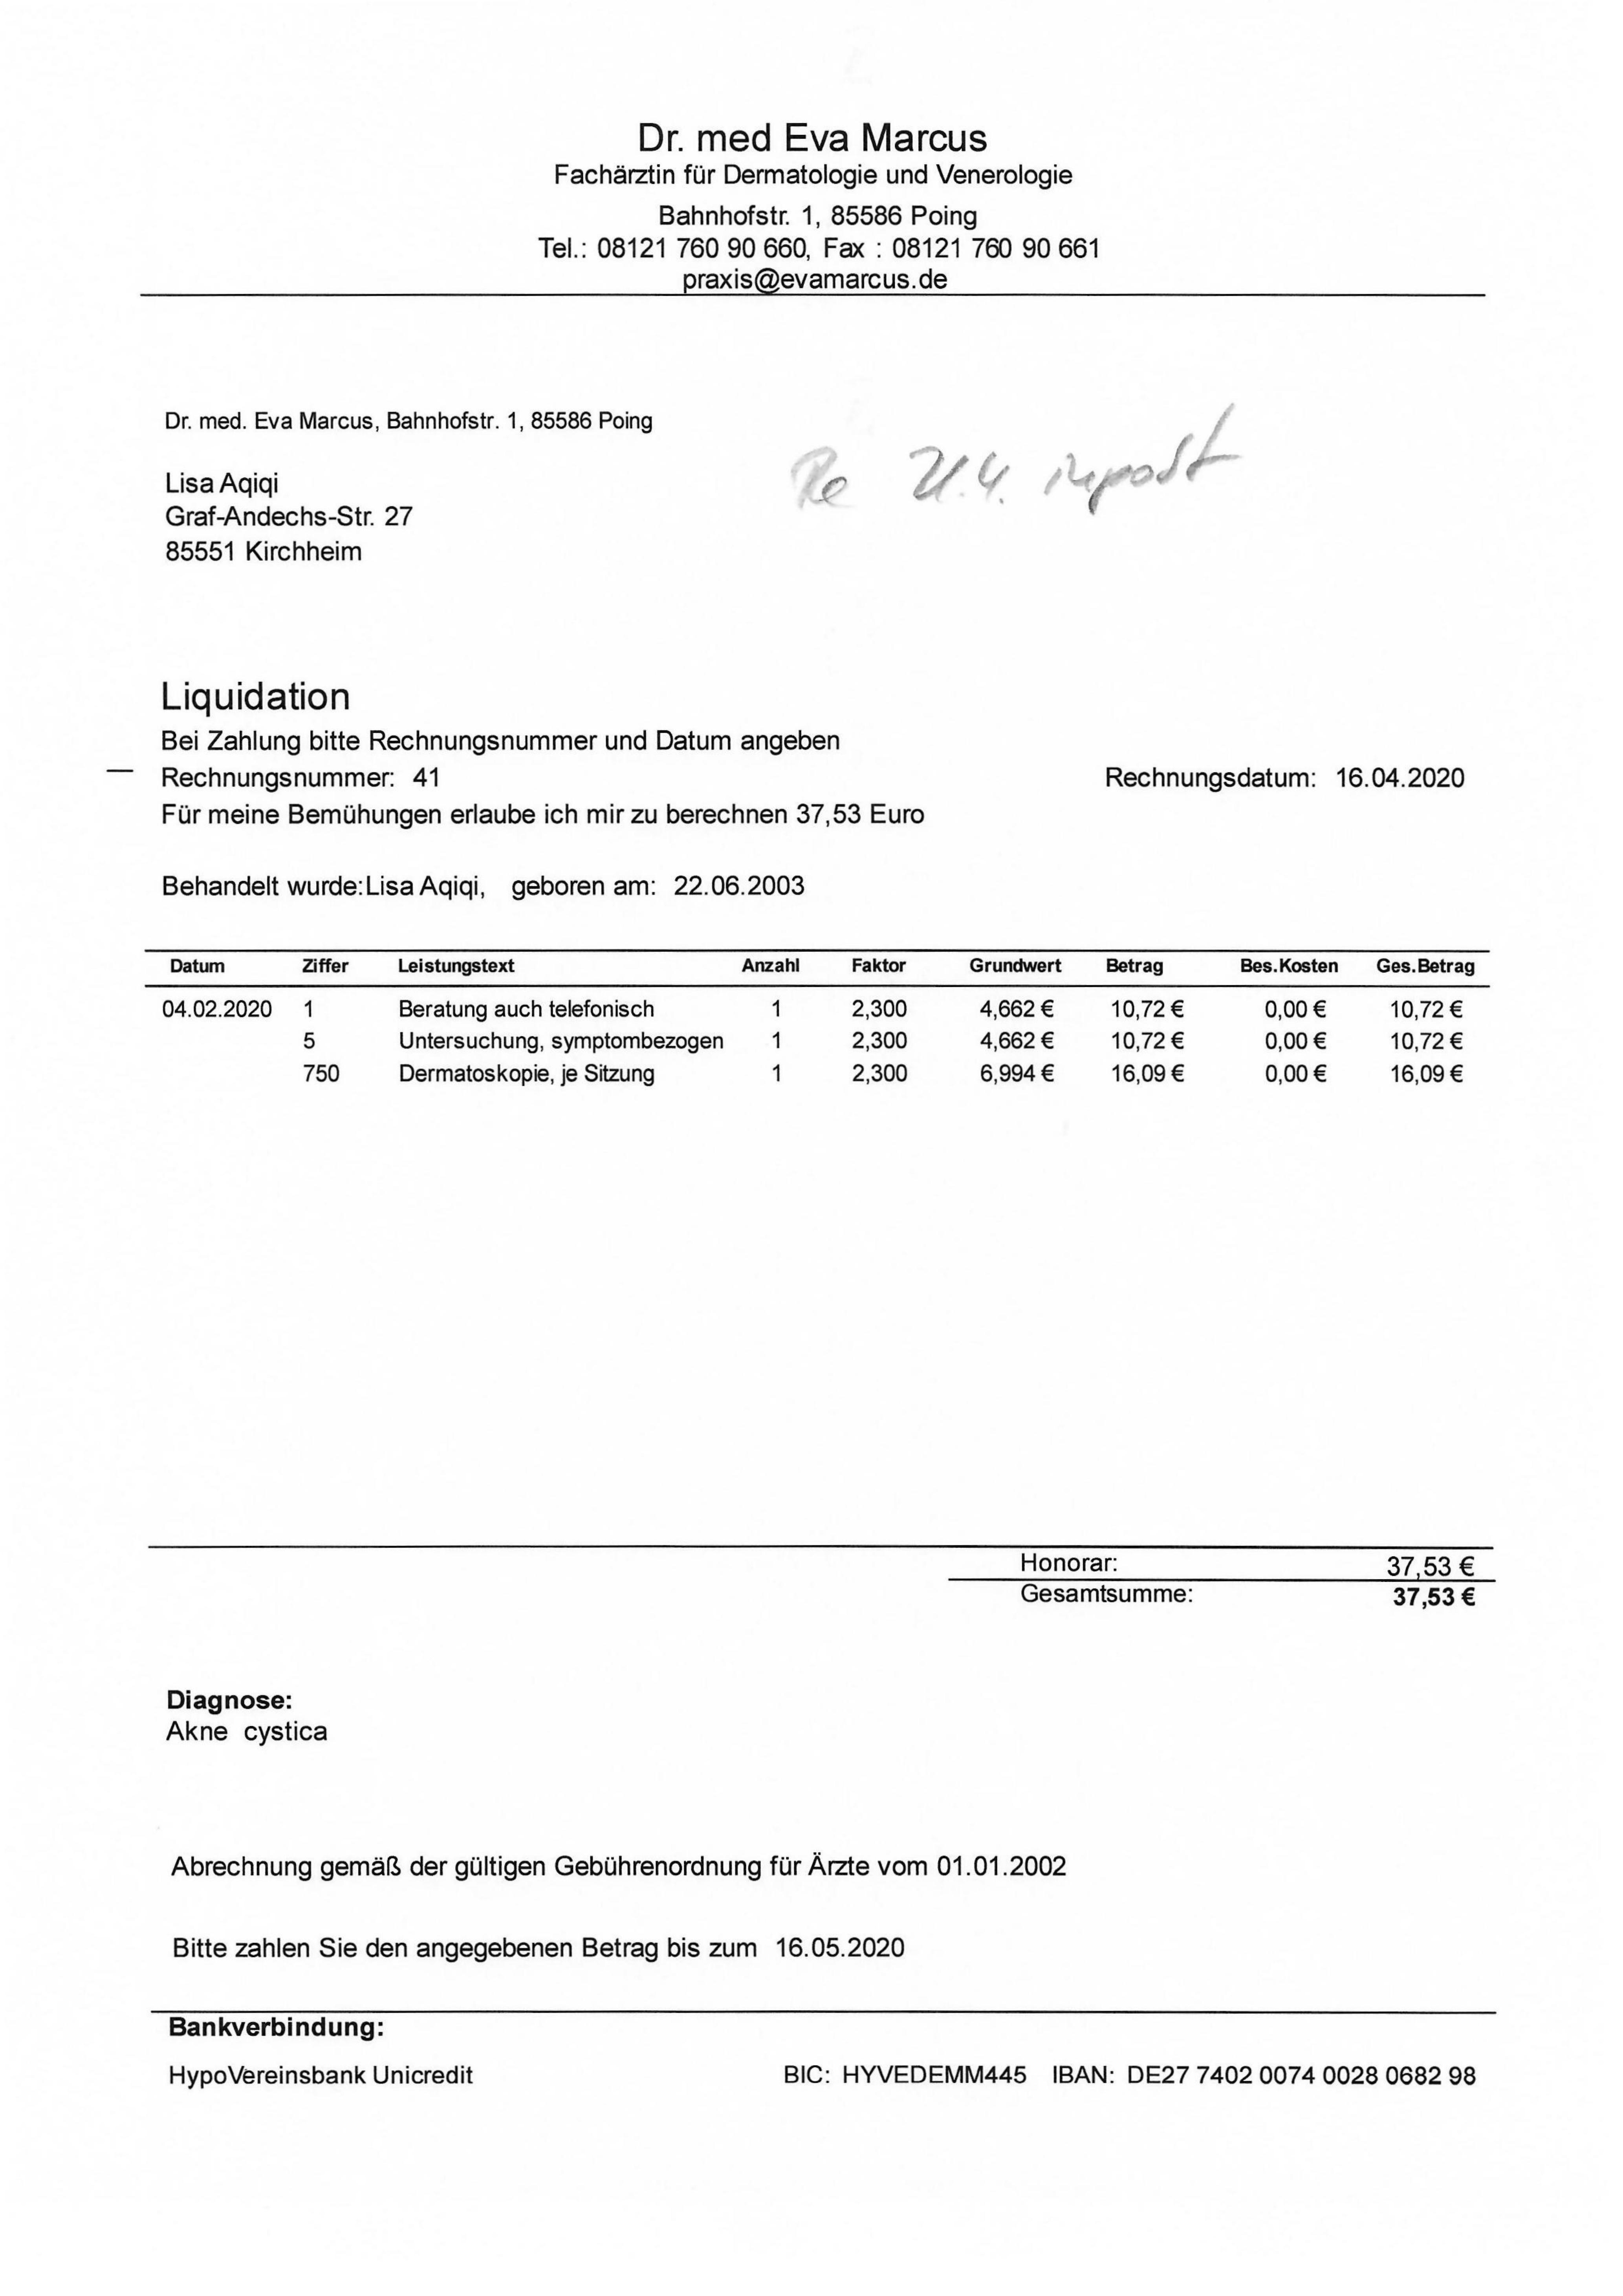 Dr. med Eva Marcus
Fachärztin für Dermatologie und Venerologie
Bahnhofstr. 1, 85586 Poing
Tel.: 08121 760 90 660, Fax : 08121 760 90 661
praxis@evamarcus.de
Dr. med. Eva Marcus, Bahnhofstr. 1, 85586 Poing
Re 21.4.
Lisa Aqiqi
Graf-Andechs-Str. 27
85551 Kirchheim
Liquidation
Bei Zahlung bitte Rechnungsnummer und Datum angeben
Rechnungsnummer: 41 Rechnungsdatum: 16.04.2020
Für meine Bemühungen erlaube ich mir zu berechnen 37,53 Euro
Behandelt wurde:Lisa Aqiqi, geboren am: 22.06.2003
Datum Ziffer Leistungstext Anzahl Faktor Grundwert Betrag Bes.Kosten Ges.Betrag
04.02.2020 1 Beratung auch telefonisch 1 2,300 4,662 € 10,72 € 0,00 € 10,72 €
5 Untersuchung, symptombezogen 1 2,300 4,662 € 10,72 € 0,00 € 10,72 €
750 Dermatoskopie, je Sitzung 1 2,300 6,994 € 16,09 € 0,00 € 16,09 €
Honorar: 37,53 €
Gesamtsumme: 37,53 €
Diagnose:
Akne cystica
Abrechnung gemäß der gültigen Gebührenordnung für Ärzte vom 01.01.2002
Bitte zahlen Sie den angegebenen Betrag bis zum 16.05.2020
Bankverbindung:
HypoVereinsbank Unicredit BIC: HYVEDEMM445 IBAN: DE27 7402 0074 0028 0682 98